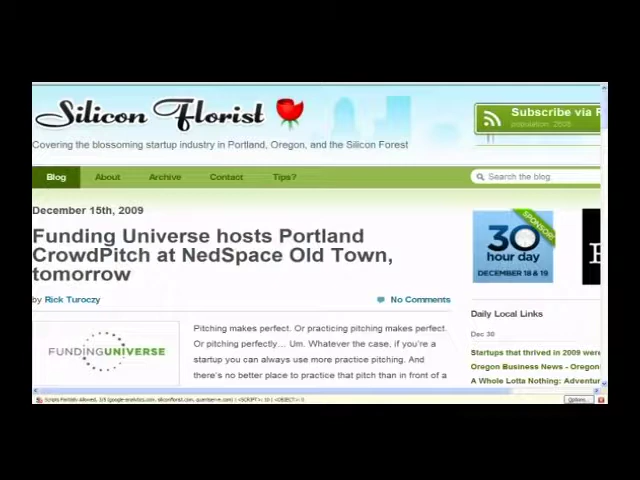 Silicon Florist
Subscribe via
population: 2608
Covering the blossoming startup industry in Portland, Oregon, and the Silicon Forest
Blog About Archive Contact Tips?
Search the blog
December 15th, 2009
Funding Universe hosts Portland
CrowdPitch at NedSpace Old Town,
tomorrow
SPONSOR!
30
hour day
DECEMBER 18 & 19
by Rick Turoczy
No Comments
FUNDINGUNIVERSE
Pitching makes perfect. Or practicing pitching makes perfect.
Or pitching perfectly… Um. Whatever the case, if you're a
startup you can always use more practice pitching. And
there's no better place to practice that pitch than in front of a
Daily Local Links
Dec 30
Startups that thrived in 2009 were
Oregon Business News - Oregon
A Whole Lotta Nothing: Adventur
Options...